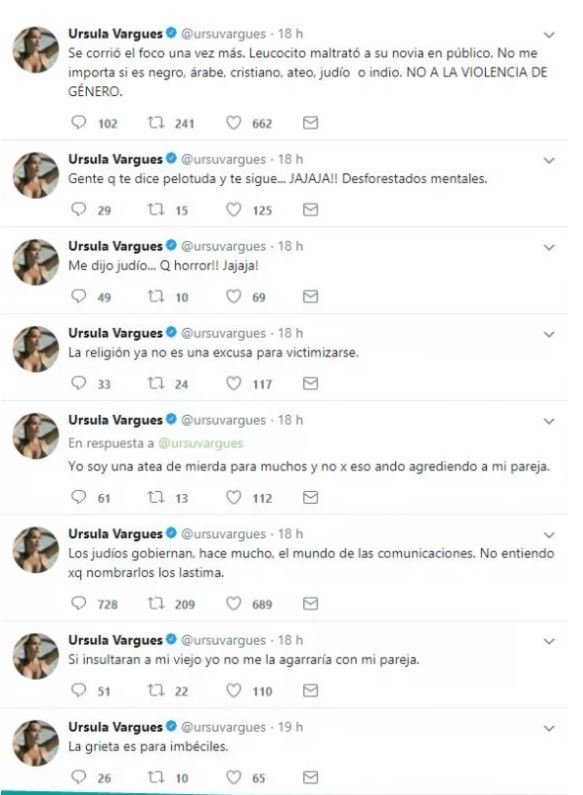 Ursula Vargues @ursuvargues · 18 h
Se corrió el foco una vez más. Leucocito maltrató a su novia en público. No me
importa si es negro, árabe, cristiano, ateo, judío o indio. NO A LA VIOLENCIA DE
GÉNERO.
102 241 662
Ursula Vargues @ursuvargues · 18 h
Gente q te dice pelotuda y te sigue... JAJAJA!! Desforestados mentales.
29 15 125
Ursula Vargues @ursuvargues · 18 h
Me dijo judío... Q horror!! Jajaja!
49 10 69
Ursula Vargues @ursuvargues · 18 h
La religión ya no es una excusa para victimizarse.
33 24 117
Ursula Vargues @ursuvargues · 18 h
En respuesta a @ursuvargues
Yo soy una atea de mierda para muchos y no x eso ando agrediendo a mi pareja.
61 13 112
Ursula Vargues @ursuvargues · 18 h
Los judíos gobiernan, hace mucho, el mundo de las comunicaciones. No entiendo
xq nombrarlos los lastima.
728 209 689
Ursula Vargues @ursuvargues · 18 h
Si insultaran a mi viejo yo no me la agarraría con mi pareja.
51 22 110
Ursula Vargues @ursuvargues · 19 h
La grieta es para imbéciles.
26 10 65